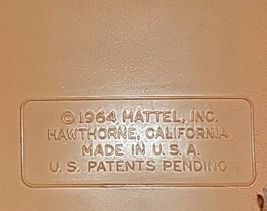 © 1964 MATTEL, INC.
HAWTHORNE, CALIFORNIA
MADE IN U.S.A.
U.S. PATENTS PENDING